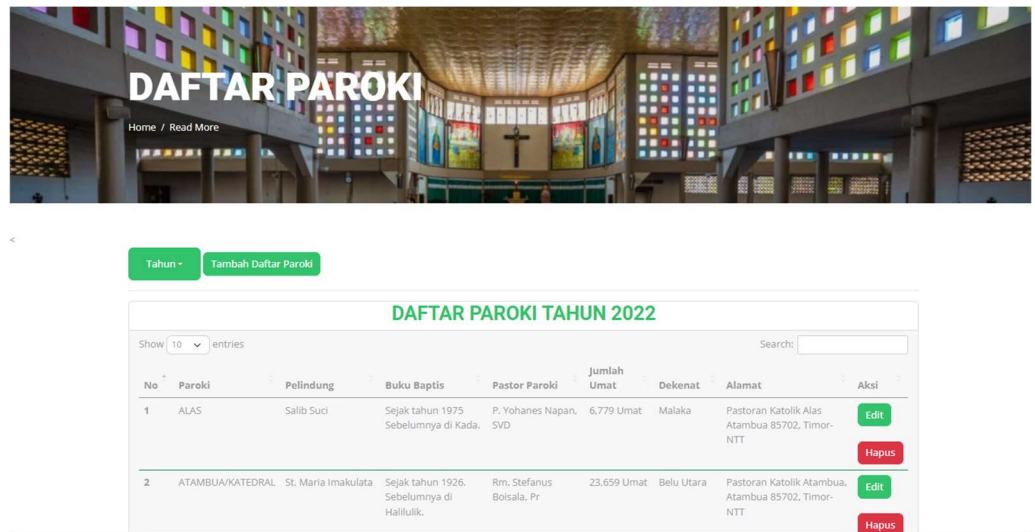 DAFTAR PAROKI
Home / Read More
<
Tahun
Tambah Daftar Paroki
DAFTAR PAROKI TAHUN 2022
Show 10 entries
Search:
No Paroki Pelindung Buku Baptis Pastor Paroki Jumlah Umat Dekenat Alamat Aksi
1 ALAS Salib Suci Sejak tahun 1975 P. Yohanes Napan, 6,779 Umat Malaka Pastoran Katolik Alas Edit
Sebelumnya di Kada. SVD Atambua 85702, Timor-
NTT
Hapus
2 ATAMBUA/KATEDRAL St. Maria Imakulata Sejak tahun 1926. Rm. Stefanus 23,659 Umat Belu Utara Pastoran Katolik Atambua, Edit
Sebelumnya di Boisala, Pr Atambua 85702, Timor-
Halilulik. NTT
Hapus